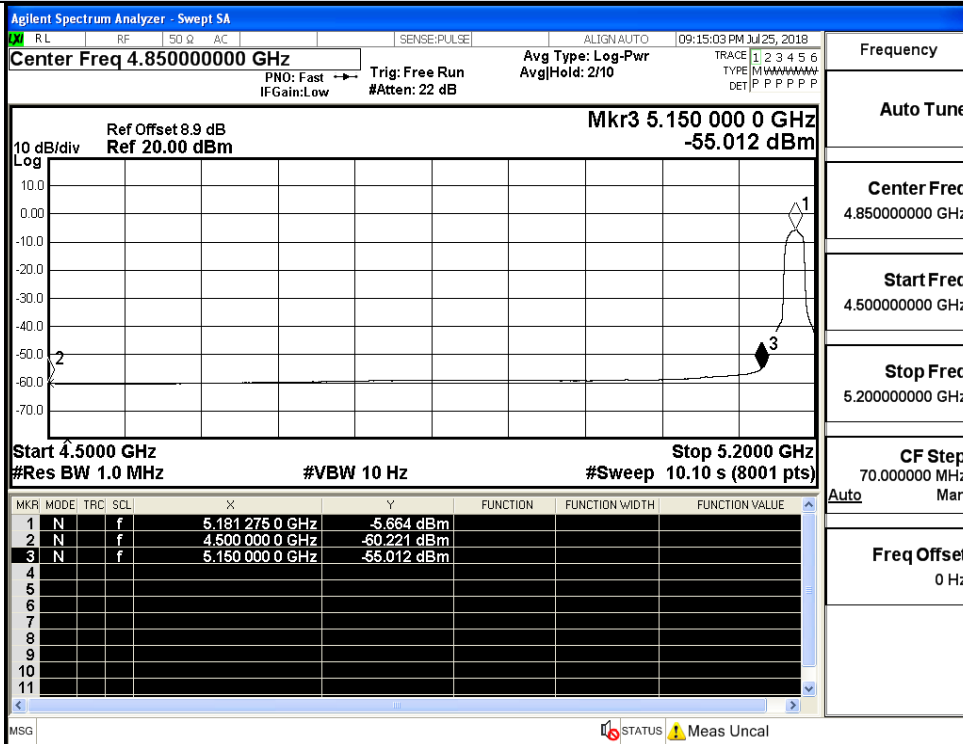 Agilent Spectrum Analyzer - Swept SA
LXI RL RF 50 Ω AC SENSE:PULSE ALIGN AUTO 09:15:03 PM Jul 25, 2018
Center Freq 4.850000000 GHz
PNO: Fast
IFGain:Low
Trig: Free Run
#Atten: 22 dB
Avg Type: Log-Pwr
Avg|Hold: 2/10
TRACE 1 2 3 4 5 6
TYPE M W W W W W
DET P P P P P P
Mkr3 5.150 000 0 GHz
-55.012 dBm
Ref Offset 8.9 dB
10 dB/div Ref 20.00 dBm
Log
10.0
0.00
-10.0
-20.0
-30.0
-40.0
-50.0
-60.0
-70.0
1
2
3
Start 4.5000 GHz Stop 5.2000 GHz
#Res BW 1.0 MHz #VBW 10 Hz #Sweep 10.10 s (8001 pts)
MKR MODE TRC SCL X Y FUNCTION FUNCTION WIDTH FUNCTION VALUE
1 N f 5.181 275 0 GHz -5.664 dBm
2 N f 4.500 000 0 GHz -60.221 dBm
3 N f 5.150 000 0 GHz -55.012 dBm
4
5
6
7
8
9
10
11
MSG STATUS Meas Uncal
Frequency
Auto Tune
Center Freq
4.850000000 GHz
Start Freq
4.500000000 GHz
Stop Freq
5.200000000 GHz
CF Step
70.000000 MHz
Auto Man
Freq Offset
0 Hz